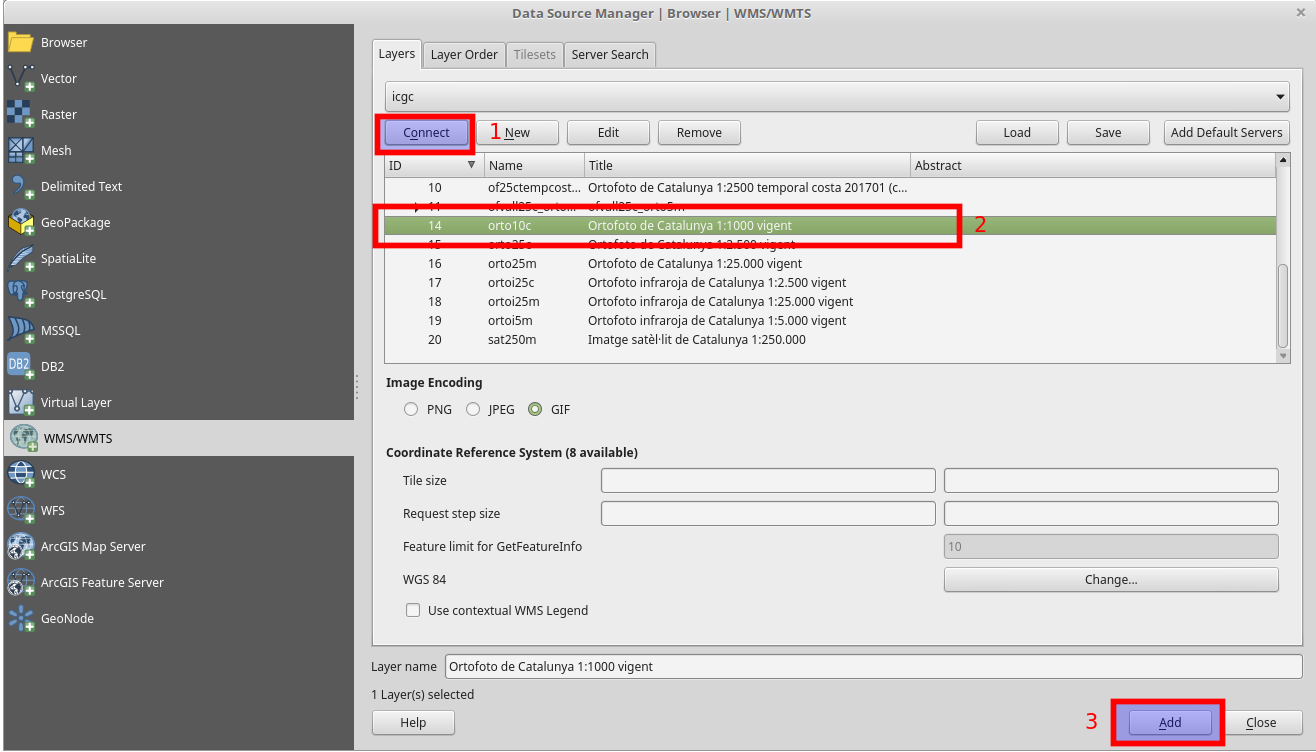 Data Source Manager | Browser | WMS/WMTS
Browser
Vector
Raster
Mesh
Delimited Text
GeoPackage
SpatiaLite
PostgreSQL
MSSQL
DB2 DB2
Virtual Layer
WMS/WMTS
WCS
WFS
ArcGIS Map Server
ArcGIS Feature Server
GeoNode
Layers Layer Order Tilesets Server Search
icgc
Connect 1 New Edit Remove Load Save Add Default Servers
ID Name Title Abstract
10 of25ctempcost... Ortofoto de Catalunya 1:2500 temporal costa 201701 (c...
11 ofvall25c_orto... ofvall25c_orto5m
14 orto10c Ortofoto de Catalunya 1:1000 vigent 2
15 orto25c Ortofoto de Catalunya 1:2.500 vigent
16 orto25m Ortofoto de Catalunya 1:25.000 vigent
17 ortoi25c Ortofoto infraroja de Catalunya 1:2.500 vigent
18 ortoi25m Ortofoto infraroja de Catalunya 1:25.000 vigent
19 ortoi5m Ortofoto infraroja de Catalunya 1:5.000 vigent
20 sat250m Imatge satèl·lit de Catalunya 1:250.000
Image Encoding
PNG JPEG GIF
Coordinate Reference System (8 available)
Tile size
Request step size
Feature limit for GetFeatureInfo 10
WGS 84 Change...
Use contextual WMS Legend
Layer name Ortofoto de Catalunya 1:1000 vigent
1 Layer(s) selected
Help 3 Add Close